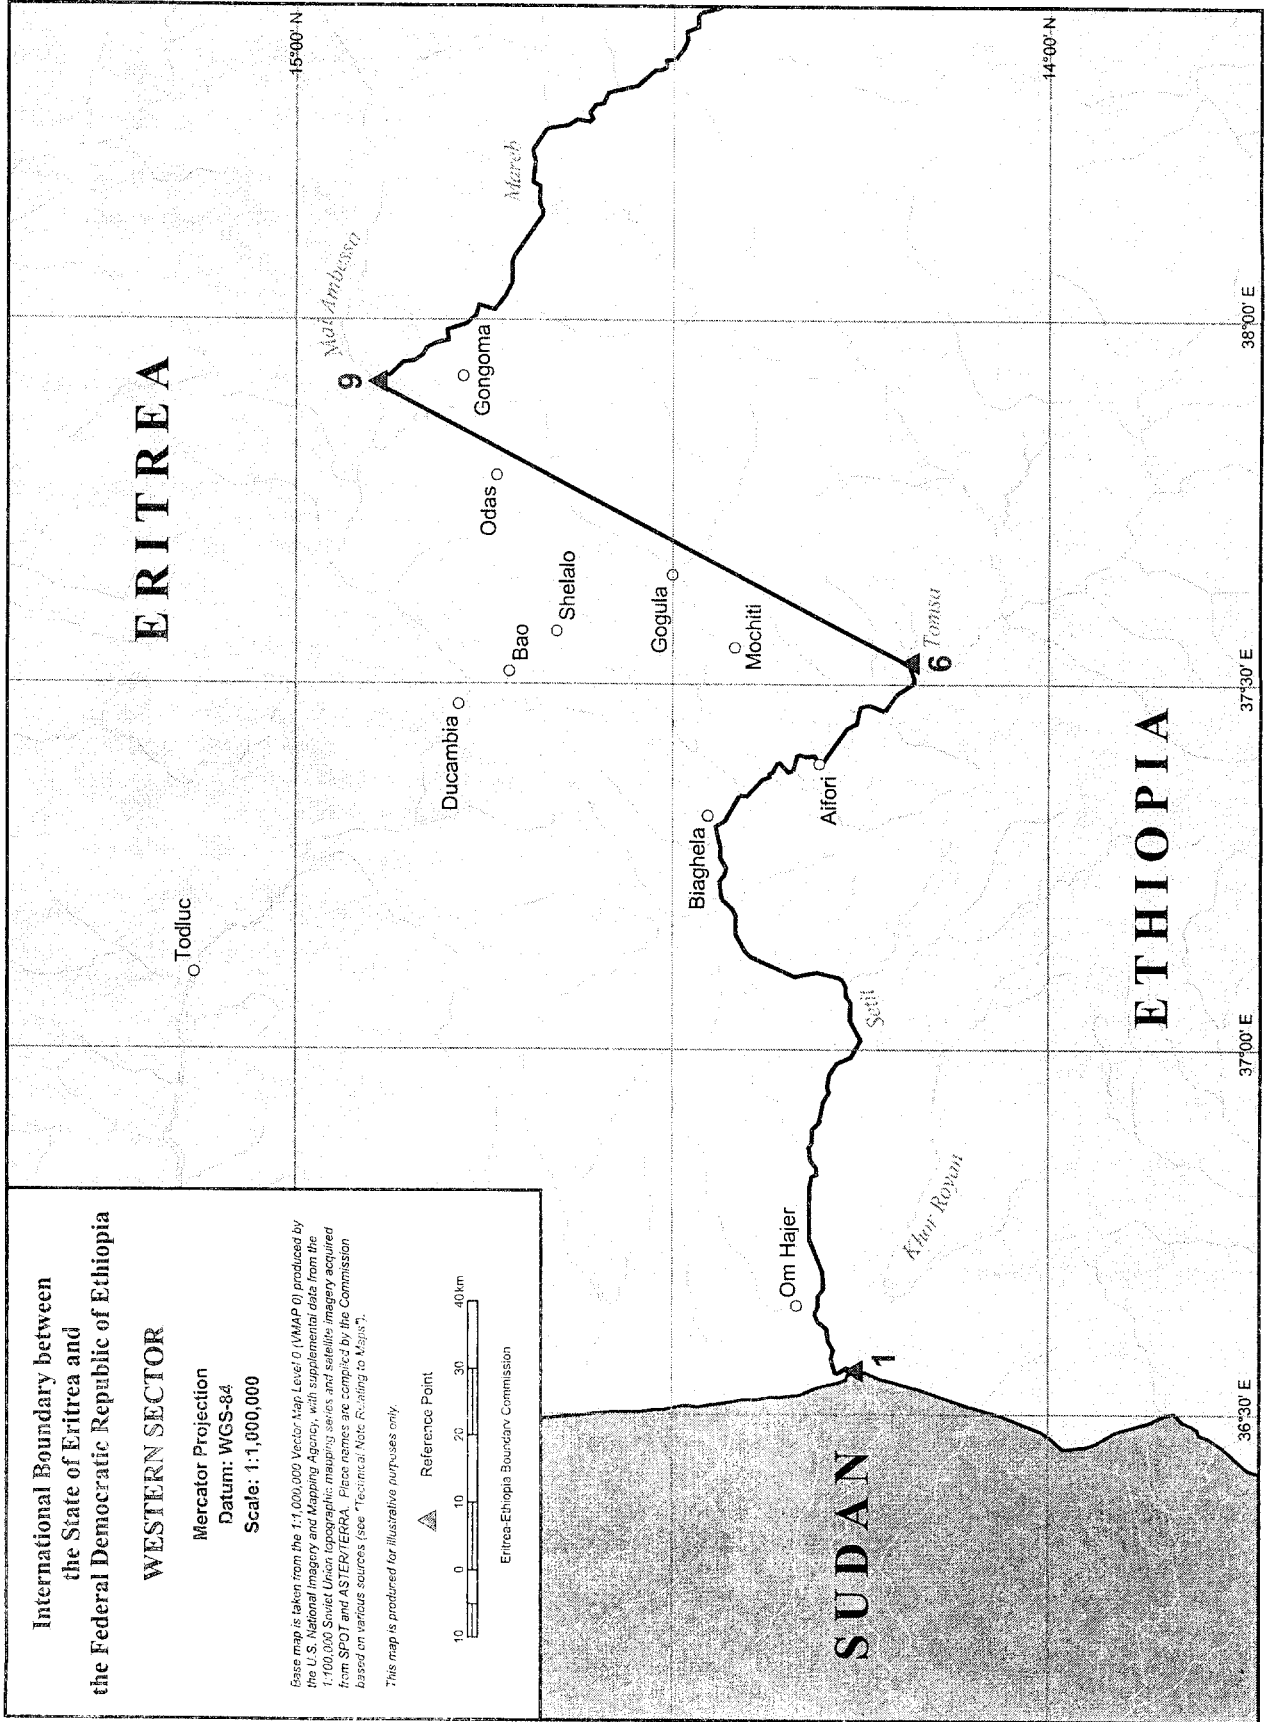 International Boundary between
the State of Eritrea and
the Federal Democratic Republic of Ethiopia
WESTERN SECTOR
Mercator Projection
Datum: WGS-84
Scale: 1:1,000,000
Base map is taken from the 1:1,000,000 Vector Map Level 0 (VMAP 0) produced by
the U.S. National Imagery and Mapping Agency, with supplemental data from the
1:100,000 Soviet Union topographic mapping series and satellite imagery acquired
from SPOT and ASTER/TERRA. Place names are compiled by the Commission
based on various sources (see "Technical Note Relating to Maps").
This map is produced for illustrative purposes only.
Reference Point
10 0 10 20 30 40 km
Eritrea-Ethiopia Boundary Commission
ERITREA
15°00' N
Todluc
Mai Ambessa
9
Gongoma
Mareb
Odas
Ducambia
Bao
Shelalo
Gogula
Mochiti
Biaghela
Aifori
Tomsa
6
Om Hajer
Setit
Khor Royan
1
SUDAN
14°00' N
ETHIOPIA
36°30' E
37°00' E
37°30' E
38°00' E